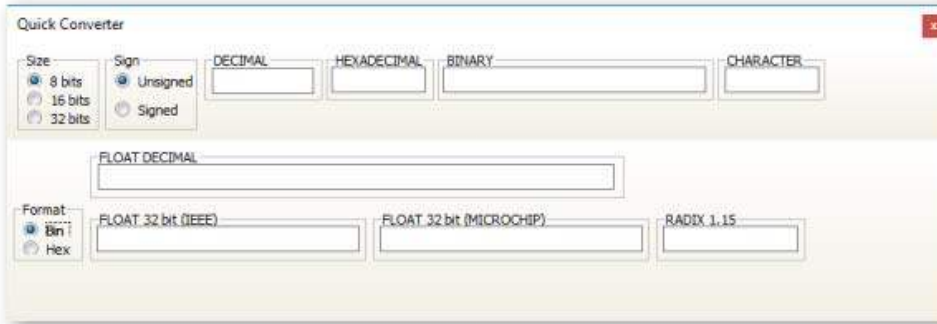 Quick Converter
x
Size Sign DECIMAL HEXADECIMAL BINARY CHARACTER
8 bits Unsigned
16 bits
32 bits Signed
FLOAT DECIMAL
Format FLOAT 32 bit (IEEE) FLOAT 32 bit (MICROCHIP) RADIX 1.15
Bin
Hex